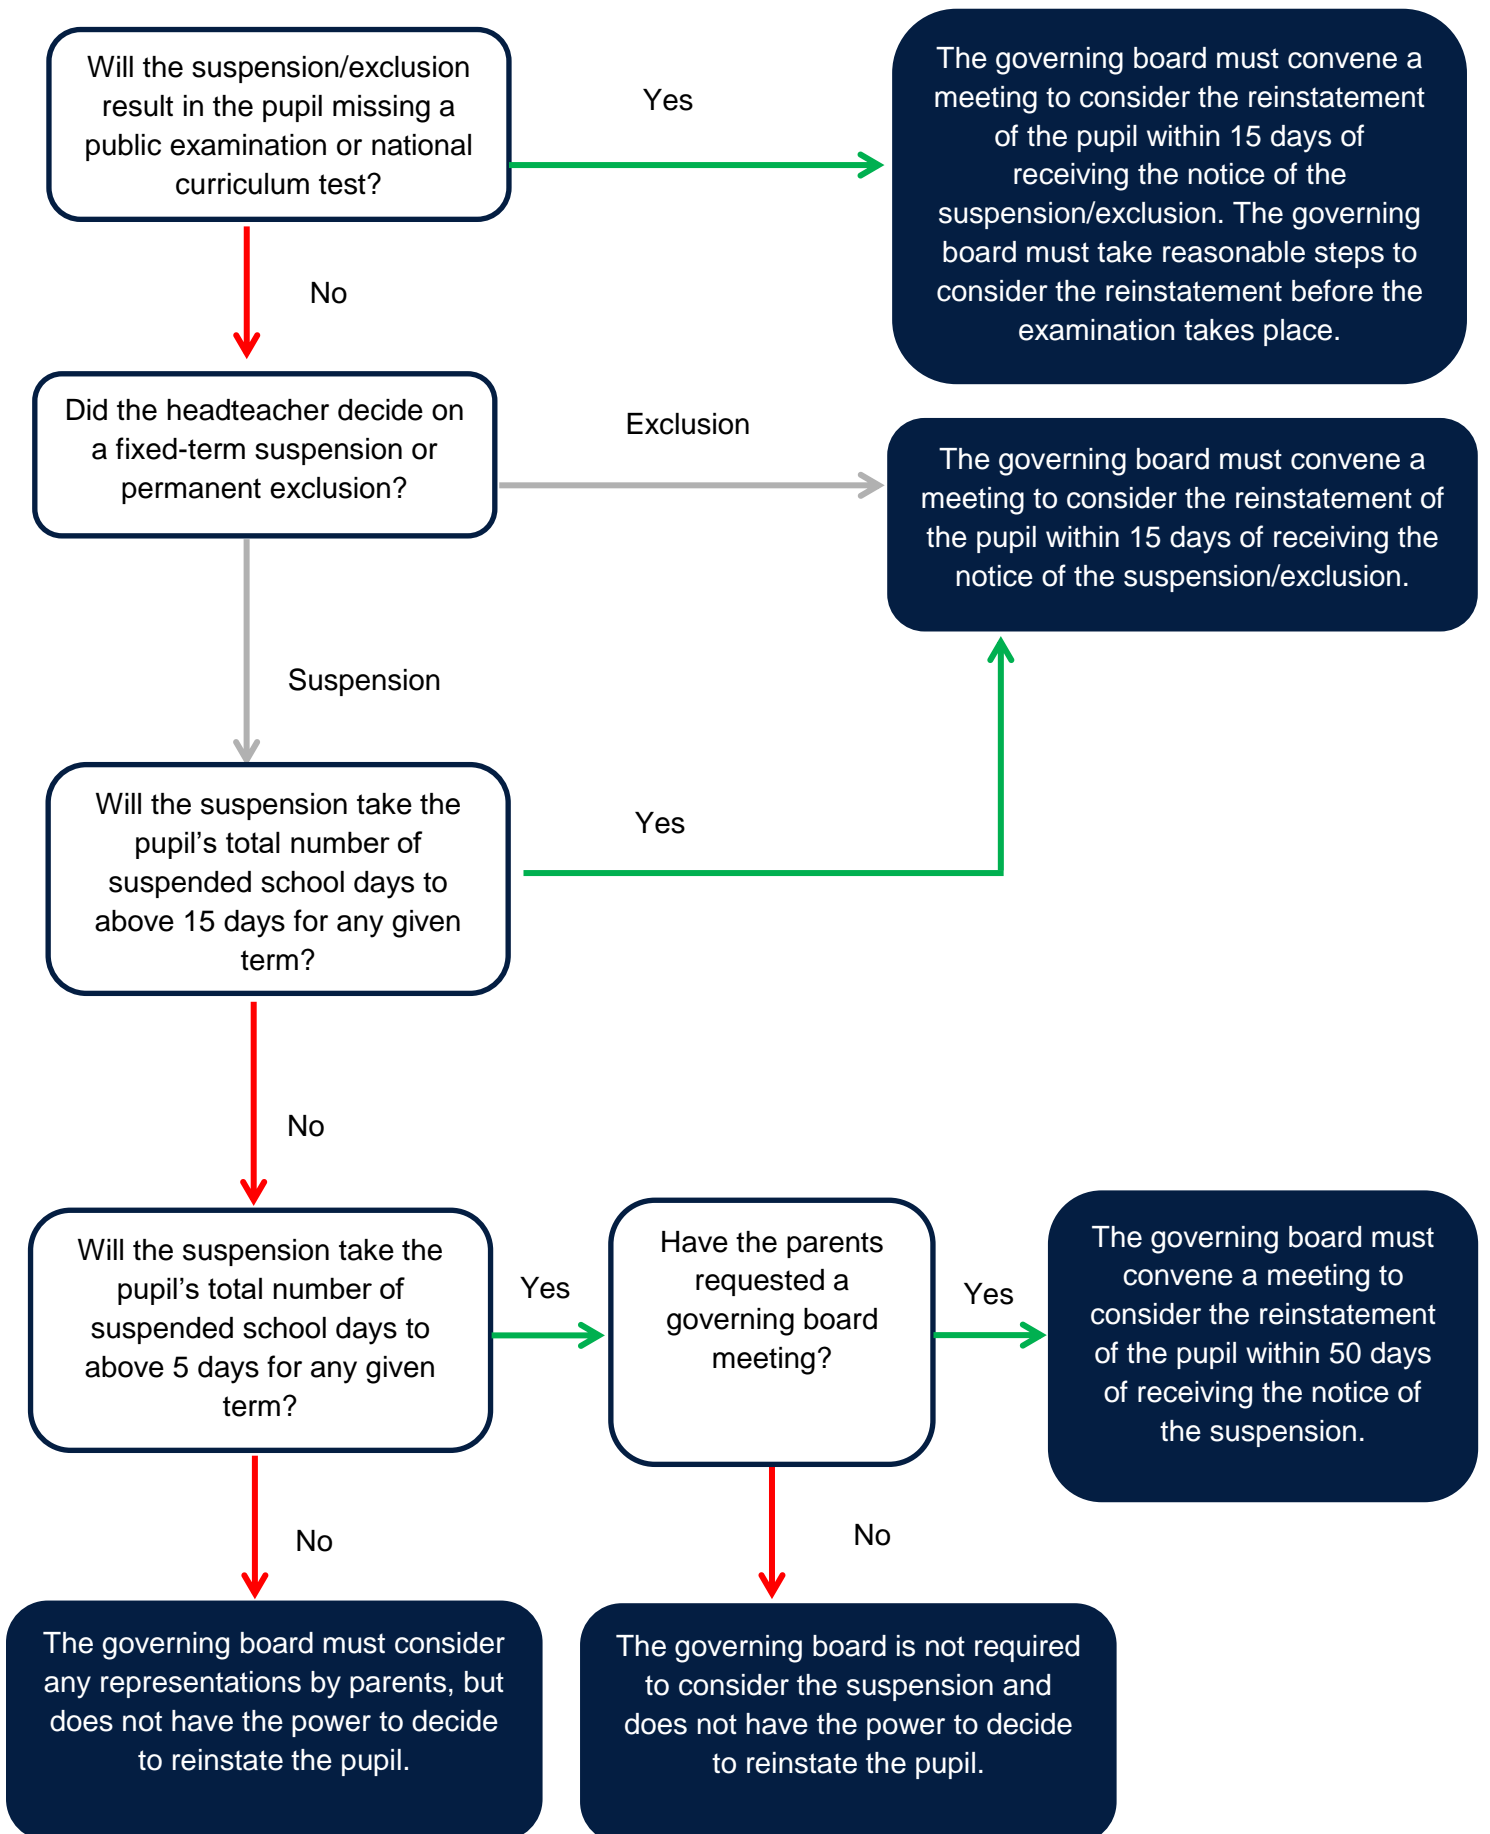 Will the suspension/exclusion
result in the pupil missing a
public examination or national
curriculum test?
Yes
The governing board must convene a
meeting to consider the reinstatement
of the pupil within 15 days of
receiving the notice of the
suspension/exclusion. The governing
board must take reasonable steps to
consider the reinstatement before the
examination takes place.
No
Did the headteacher decide on
a fixed-term suspension or
permanent exclusion?
Exclusion
The governing board must convene a
meeting to consider the reinstatement of
the pupil within 15 days of receiving the
notice of the suspension/exclusion.
Suspension
Will the suspension take the
pupil’s total number of
suspended school days to
above 15 days for any given
term?
Yes
No
Will the suspension take the
pupil’s total number of
suspended school days to
above 5 days for any given
term?
Yes
Have the parents
requested a
governing board
meeting?
Yes
The governing board must
convene a meeting to
consider the reinstatement
of the pupil within 50 days
of receiving the notice of
the suspension.
No
No
The governing board must consider
any representations by parents, but
does not have the power to decide
to reinstate the pupil.
The governing board is not required
to consider the suspension and
does not have the power to decide
to reinstate the pupil.